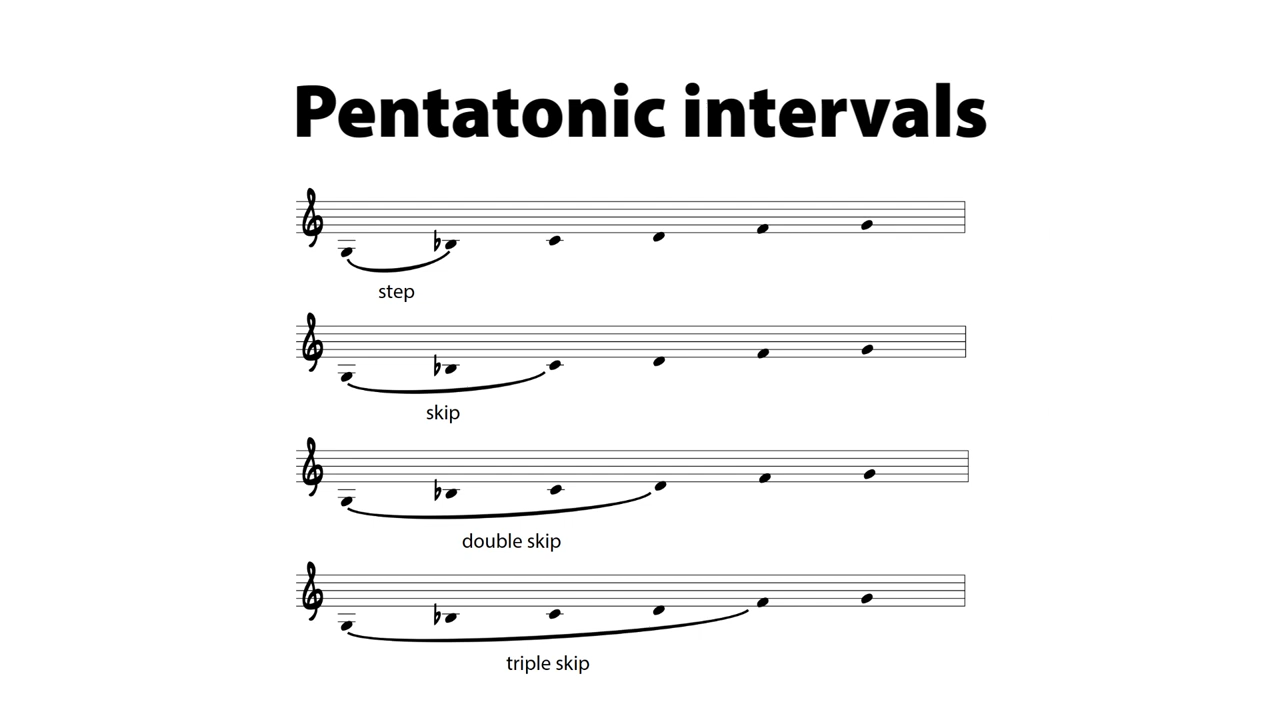 Pentatonic intervals
step
skip
double skip
triple skip